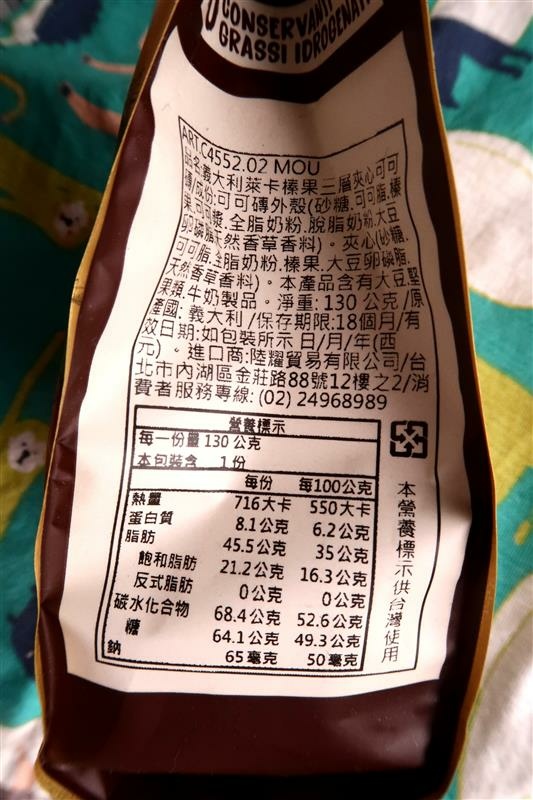 CONSERVANTI
GRASSI IDROGENATI
ART.C4552.02 MOU
品名:義大利萊卡榛果三層夾心可可
磚/成份:可可磚外殼(砂糖.可可脂.榛
果.可可漿.全脂奶粉.脫脂奶粉.大豆
卵磷脂.天然香草香料)。夾心(砂糖.
可可脂.全脂奶粉.榛果.大豆卵磷脂.
天然香草香料)。本產品含有大豆.堅
果類.牛奶製品。淨重:130公克/原
產國:義大利/保存期限:18個月/有
效日期:如包裝所示 日/月/年(西
元)。進口商:陸耀貿易有限公司/台
北市內湖區金莊路88號12樓之2/消
費者服務專線:(02) 24968989
營養標示
每一份量 130 公克
本包裝含 1份
每份 每100公克
熱量 716大卡 550大卡
蛋白質 8.1公克 6.2公克
脂肪 45.5公克 35公克
飽和脂肪 21.2公克 16.3公克
反式脂肪 0公克 0公克
碳水化合物 68.4公克 52.6公克
糖 64.1公克 49.3公克
鈉 65毫克 50毫克
本營養標示供台灣使用